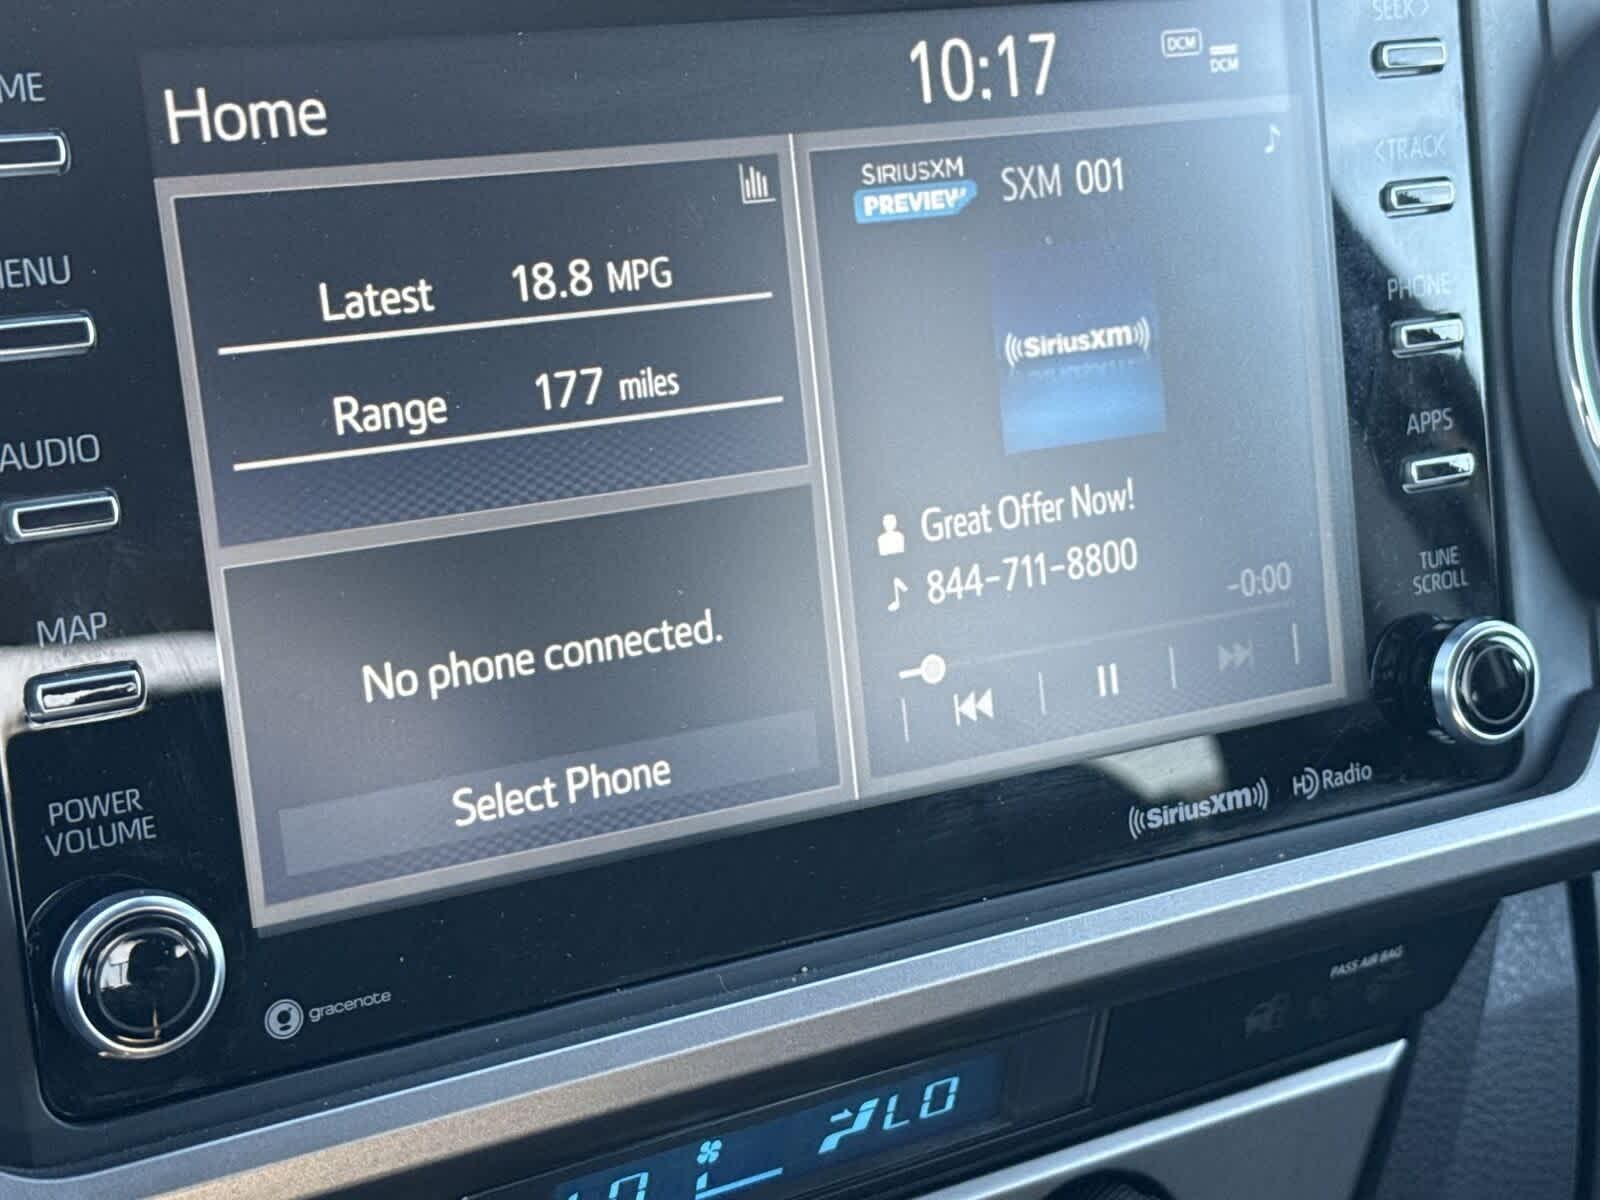 Home
10:17
DCM
DCM
Latest 18.8 MPG
Range 177 miles
No phone connected.
Select Phone
SIRIUSXM
PREVIEW
SXM 001
SiriusXM
Great Offer Now!
844-711-8800
-0:00
ME
ENU
AUDIO
MAP
POWER
VOLUME
SEEK >
< TRACK
PHONE
APPS
TUNE
SCROLL
SiriusXM
HD Radio
gracenote
PASS AIR BAG
LO
LO